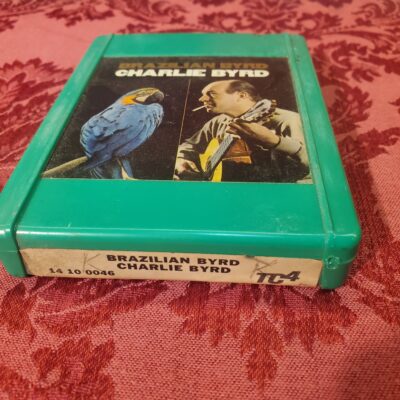 BRAZILIAN BYRD
CHARLIE BYRD
K BRAZILIAN BYRD
14 10 0046 CHARLIE BYRD TC4